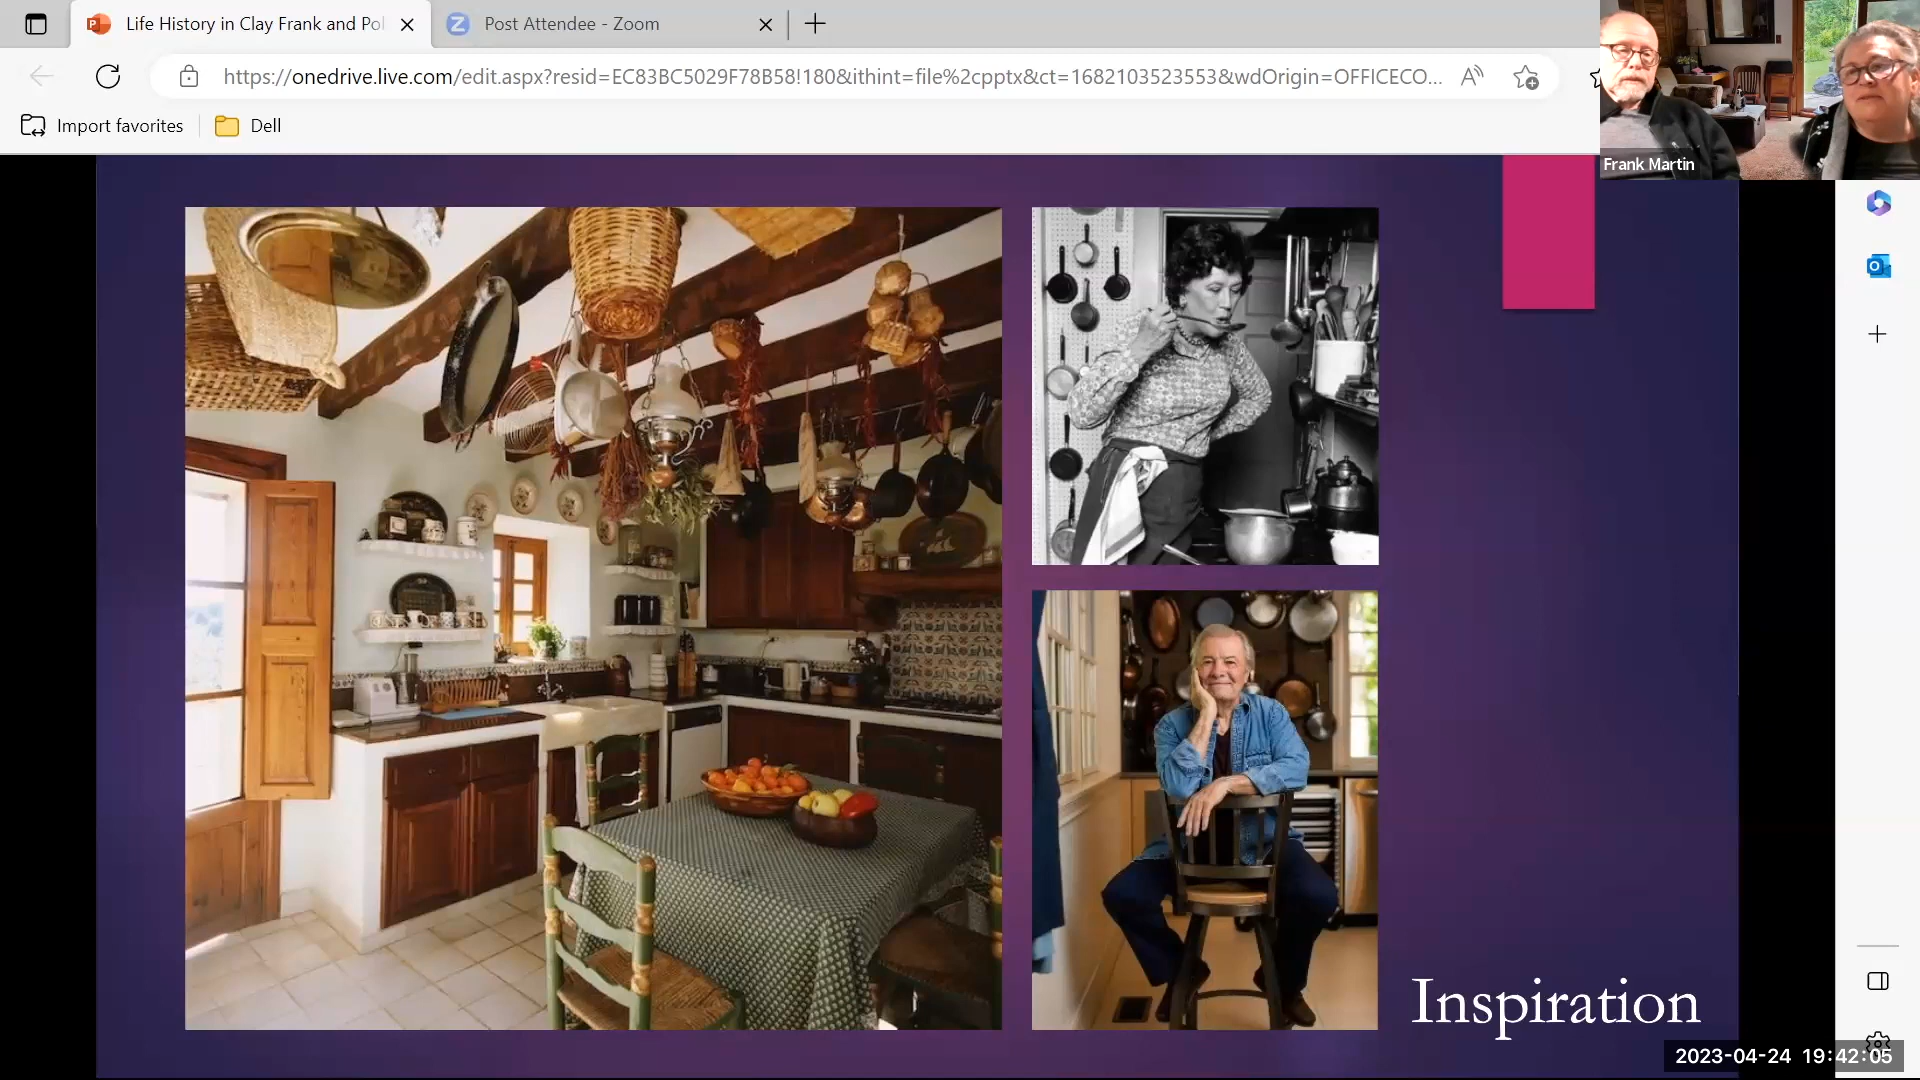 Life History in Clay Frank and Pol
Post Attendee - Zoom
https://onedrive.live.com/edit.aspx?resid=EC83BC5029F78B58!180&ithint=file%2cpptx&ct=1682103523553&wdOrigin=OFFICECO...
Import favorites
Dell
Frank Martin
Inspiration
2023-04-24 19:42:05